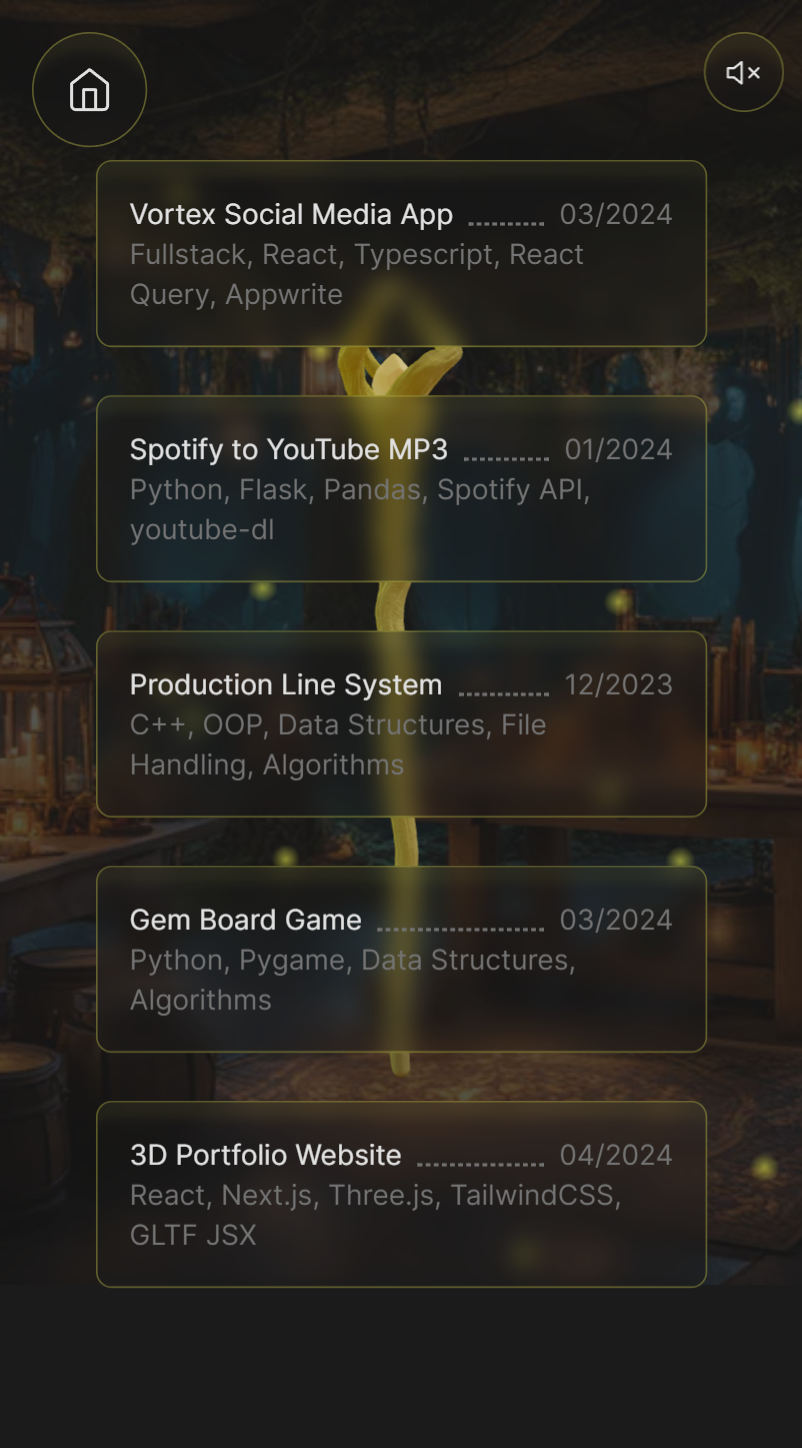 Vortex Social Media App 03/2024
Fullstack, React, Typescript, React
Query, Appwrite
Spotify to YouTube MP3 01/2024
Python, Flask, Pandas, Spotify API,
youtube-dl
Production Line System 12/2023
C++, OOP, Data Structures, File
Handling, Algorithms
Gem Board Game 03/2024
Python, Pygame, Data Structures,
Algorithms
3D Portfolio Website 04/2024
React, Next.js, Three.js, TailwindCSS,
GLTF JSX